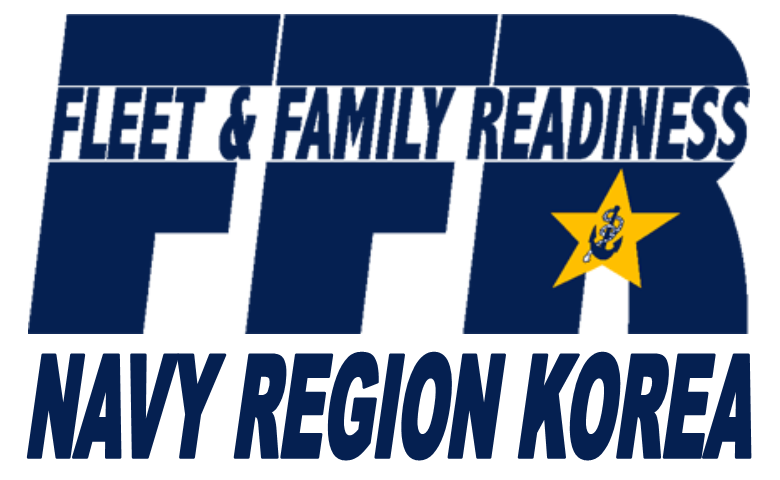 FFR
FLEET & FAMILY READINESS
NAVY REGION KOREA